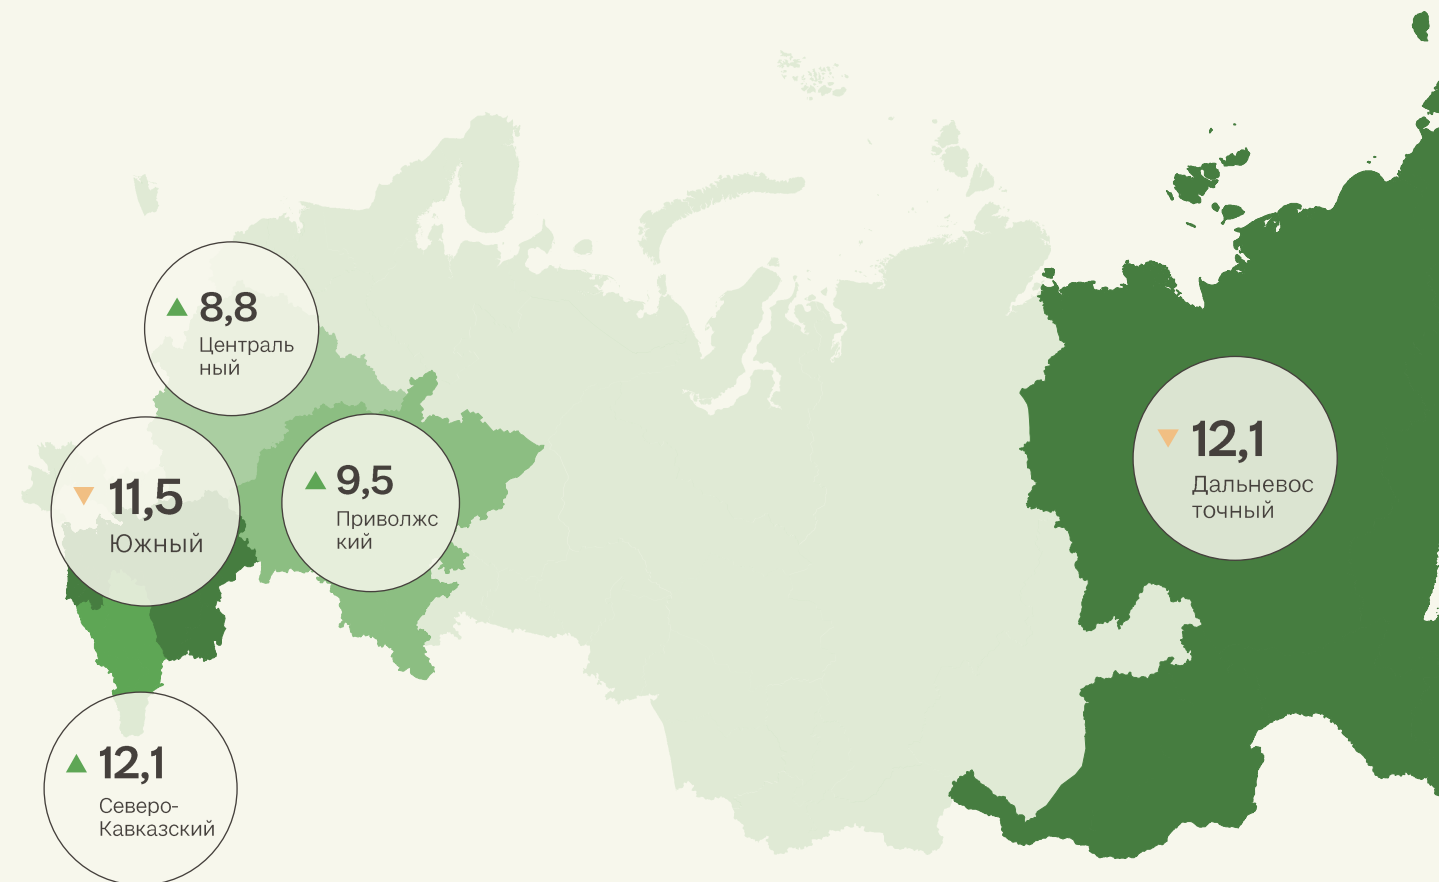 8,8
Централь
ный
11,5
Южный
9,5
Приволжс
кий
12,1
Дальневос
точный
12,1
Северо-
Кавказский